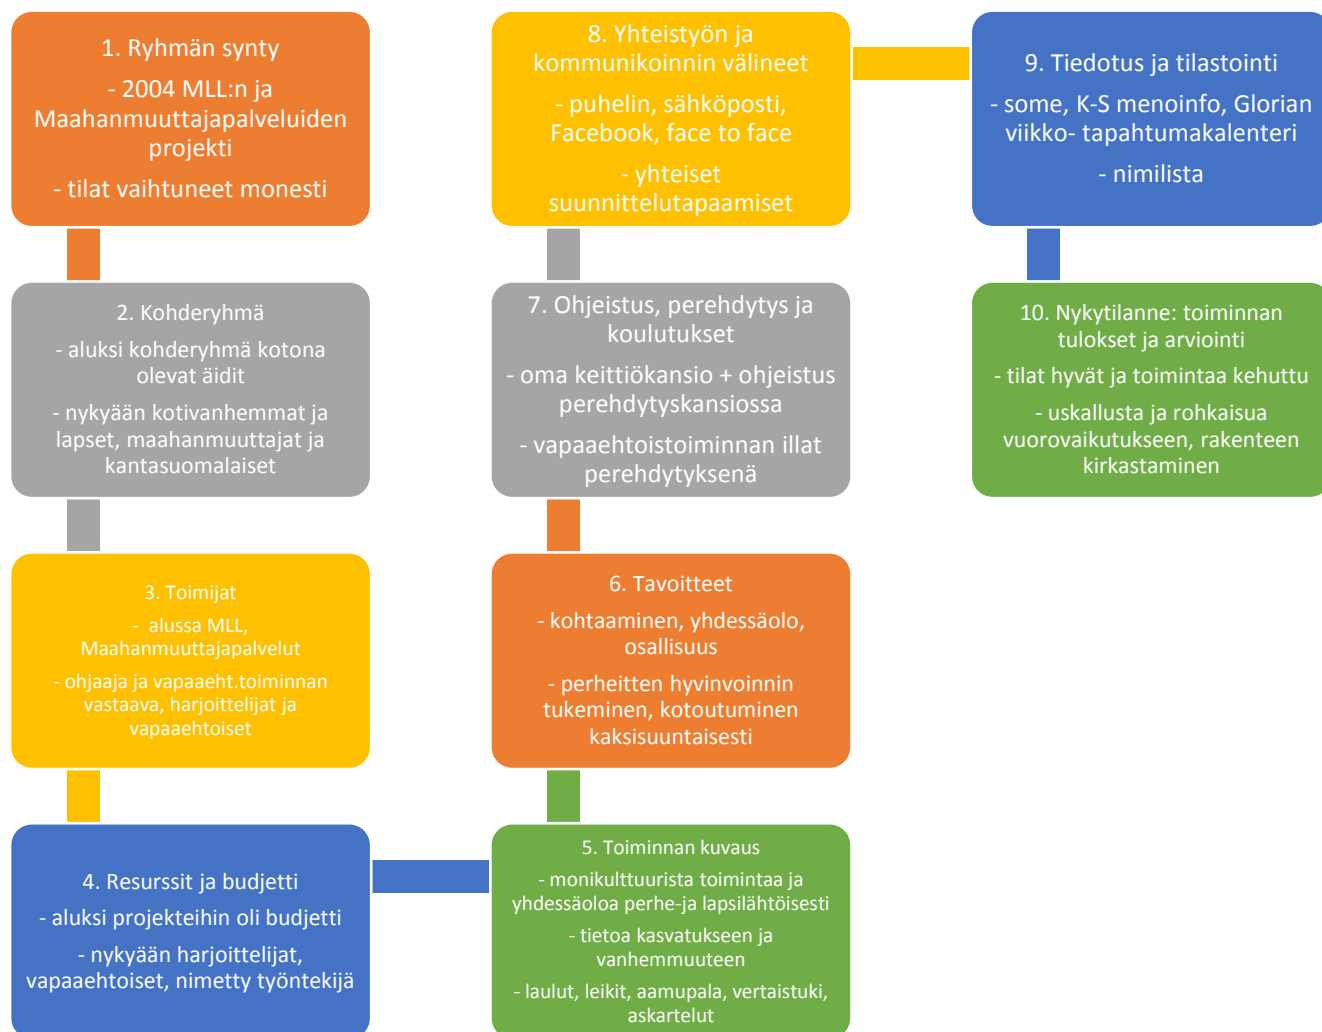 1. Ryhmän synty
- 2004 MLL:n ja
Maahanmuuttajapalveluiden
projekti
- tilat vaihtuneet monesti
2. Kohderyhmä
- aluksi kohderyhmä kotona
olevat äidit
- nykyään kotivanhemmat ja
lapset, maahanmuuttajat ja
kantasuomalaiset
3. Toimijat
- alussa MLL,
Maahanmuuttajapalvelut
- ohjaaja ja vapaaeht.toiminnan
vastaava, harjoittelijat ja
vapaaehtoiset
4. Resurssit ja budjetti
- aluksi projekteihin oli budjetti
- nykyään harjoittelijat,
vapaaehtoiset, nimetty työntekijä
5. Toiminnan kuvaus
- monikulttuurista toimintaa ja
yhdessäoloa perhe-ja lapsilähtöisesti
- tietoa kasvatukseen ja
vanhemmuuteen
- laulut, leikit, aamupala, vertaistuki,
askartelut
6. Tavoitteet
- kohtaaminen, yhdessäolo,
osallisuus
- perheitten hyvinvoinnin
tukeminen, kotoutuminen
kaksisuuntaisesti
7. Ohjeistus, perehdytys ja
koulutukset
- oma keittiökansio + ohjeistus
perehdytyskansiossa
- vapaaehtoistoiminnan illat
perehdytyksenä
8. Yhteistyön ja
kommunikoinnin välineet
- puhelin, sähköposti,
Facebook, face to face
- yhteiset
suunnittelutapaamiset
9. Tiedotus ja tilastointi
- some, K-S menoinfo, Glorian
viikko- tapahtumakalenteri
- nimilista
10. Nykytilanne: toiminnan
tulokset ja arviointi
- tilat hyvät ja toimintaa kehuttu
- uskallusta ja rohkaisua
vuorovaikutukseen, rakenteen
kirkastaminen